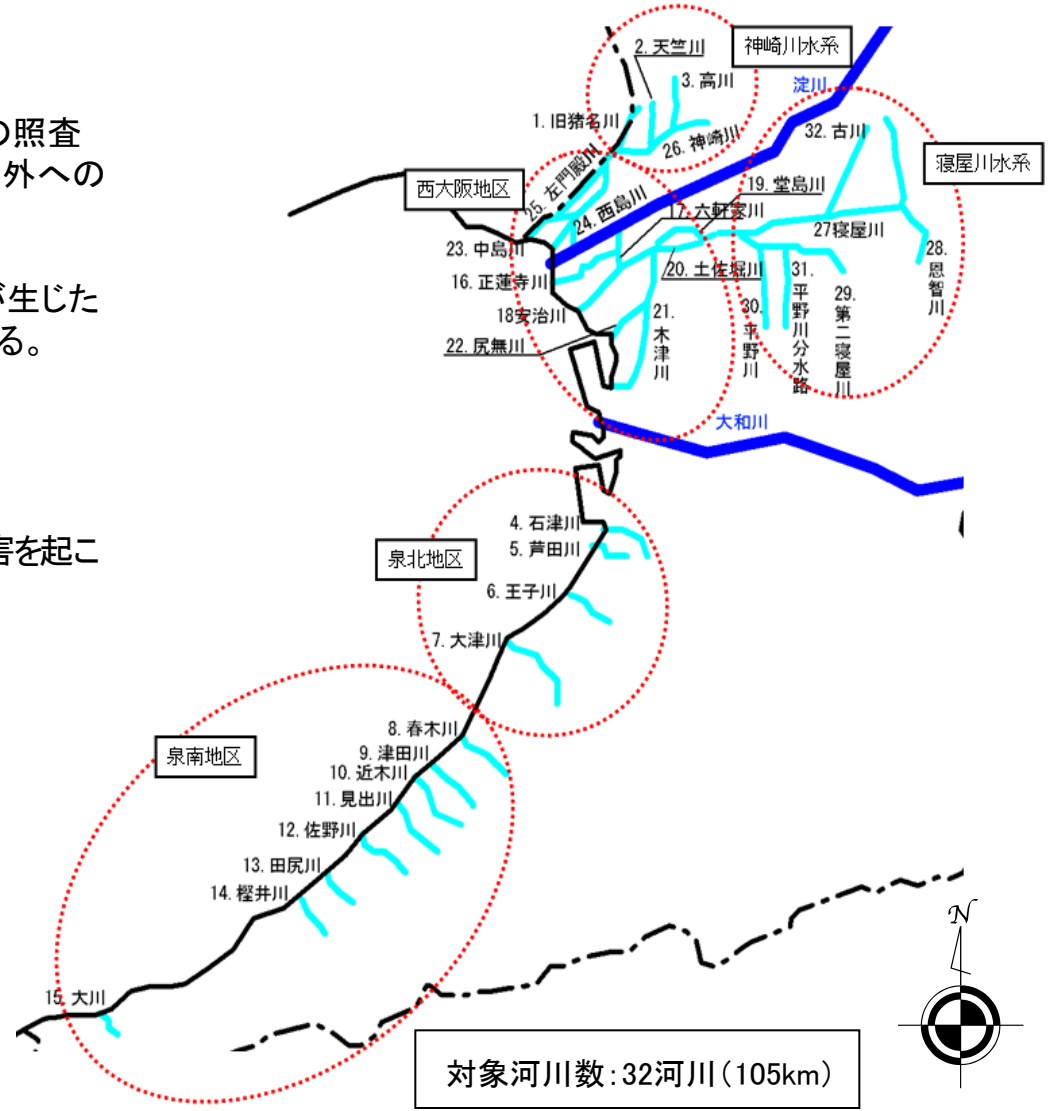 の照査
外への
が生じた
る。
害を起こ
神崎川水系
2. 天竺川
3. 高川
淀川
1. 旧猪名川
26. 神崎川
32. 古川
寝屋川水系
西大阪地区
25. 左門殿川
24. 西島川
19. 堂島川
17. 六軒家川
27寝屋川
23. 中島川
16. 正蓮寺川
20. 土佐堀川
28. 恩智川
18安治川
21. 木津川
30. 平野川
31. 平野川分水路
29. 第二寝屋川
22. 尻無川
大和川
4. 石津川
5. 芦田川
泉北地区
6. 王子川
7. 大津川
8. 春木川
泉南地区
9. 津田川
10. 近木川
11. 見出川
12. 佐野川
13. 田尻川
14. 樫井川
N
15. 大川
対象河川数:32河川(105km)